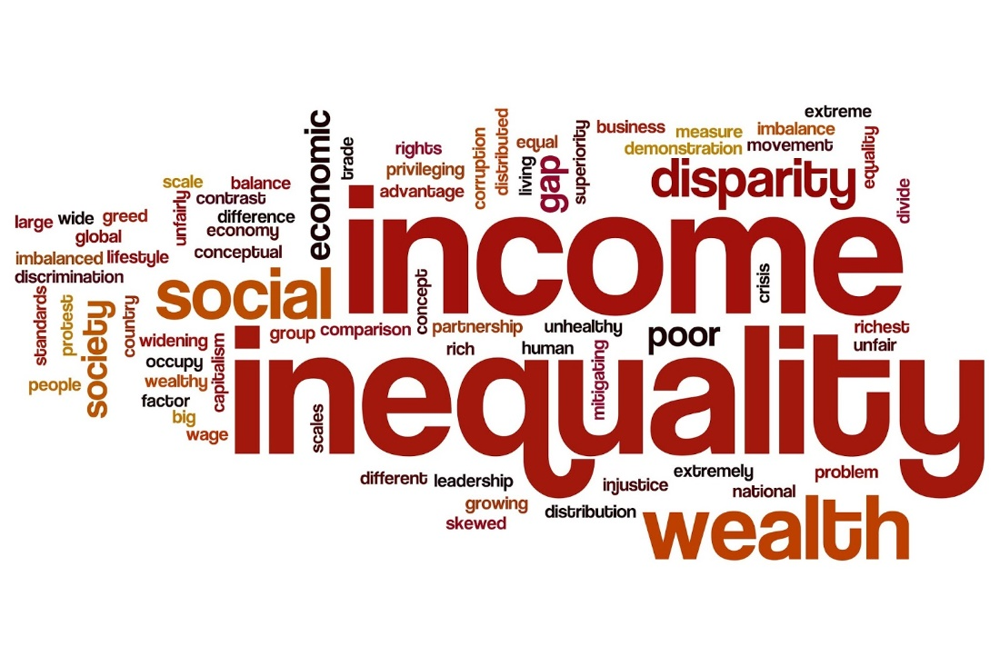 extreme
economic
trade
rights
corruption
distributed
equal
superiority
business
measure
imbalance
demonstration
movement
equality
privileging
living
gap
disparity
scale
balance
advantage
unfairly
contrast
divide
large
wide
greed
difference
economy
global
conceptual
income
imbalanced
lifestyle
discrimination
social
concept
crisis
standards
protest
society
country
group
comparison
partnership
unhealthy
poor
richest
widening
capitalism
rich
human
mitigating
unfair
occupy
inequality
people
wealthy
factor
big
scales
wage
different
leadership
injustice
extremely
problem
national
growing
distribution
skewed
wealth